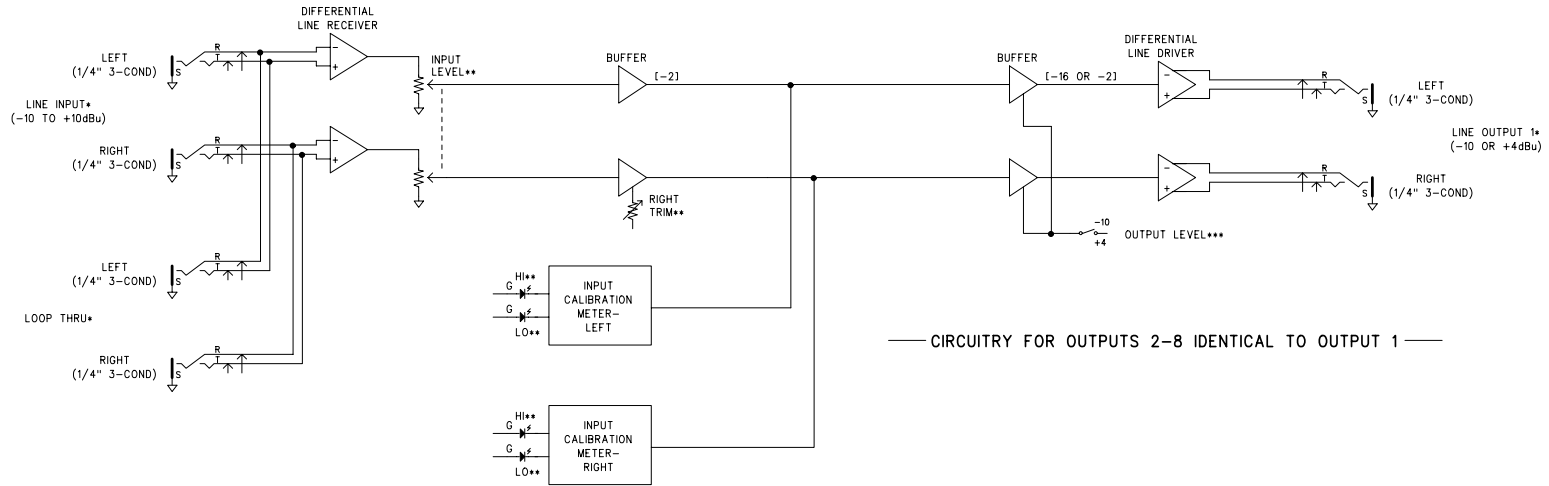 DIFFERENTIAL
LINE RECEIVER
LEFT
(1/4" 3-COND)
R
T
S
-
+
INPUT
LEVEL**
BUFFER
[-2]
BUFFER
[-16 OR -2]
DIFFERENTIAL
LINE DRIVER
-
+
R
T
S
LEFT
(1/4" 3-COND)
LINE INPUT*
(-10 TO +10dBu)
LINE OUTPUT 1*
(-10 OR +4dBu)
RIGHT
(1/4" 3-COND)
R
T
S
-
+
RIGHT
TRIM**
-
+
R
T
S
RIGHT
(1/4" 3-COND)
-10
+4
OUTPUT LEVEL***
LEFT
(1/4" 3-COND)
R
T
S
LOOP THRU*
RIGHT
(1/4" 3-COND)
R
T
S
G
HI**
G
LO**
INPUT
CALIBRATION
METER-
LEFT
CIRCUITRY FOR OUTPUTS 2-8 IDENTICAL TO OUTPUT 1
G
HI**
G
LO**
INPUT
CALIBRATION
METER-
RIGHT